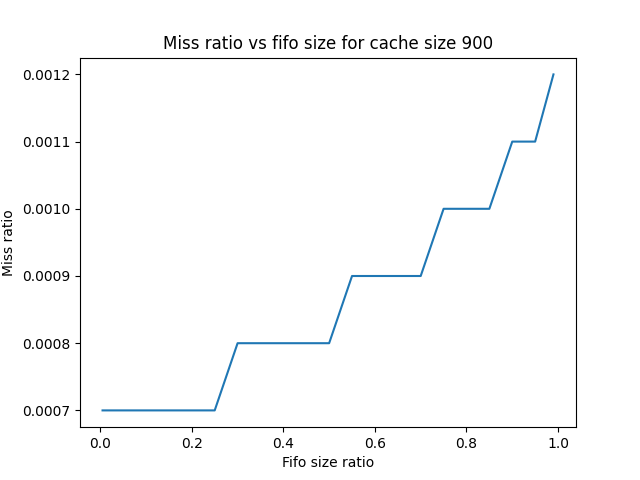 Miss ratio vs fifo size for cache size 900
Miss ratio
0.0012
0.0011
0.0010
0.0009
0.0008
0.0007
0.0 0.2 0.4 0.6 0.8 1.0
Fifo size ratio